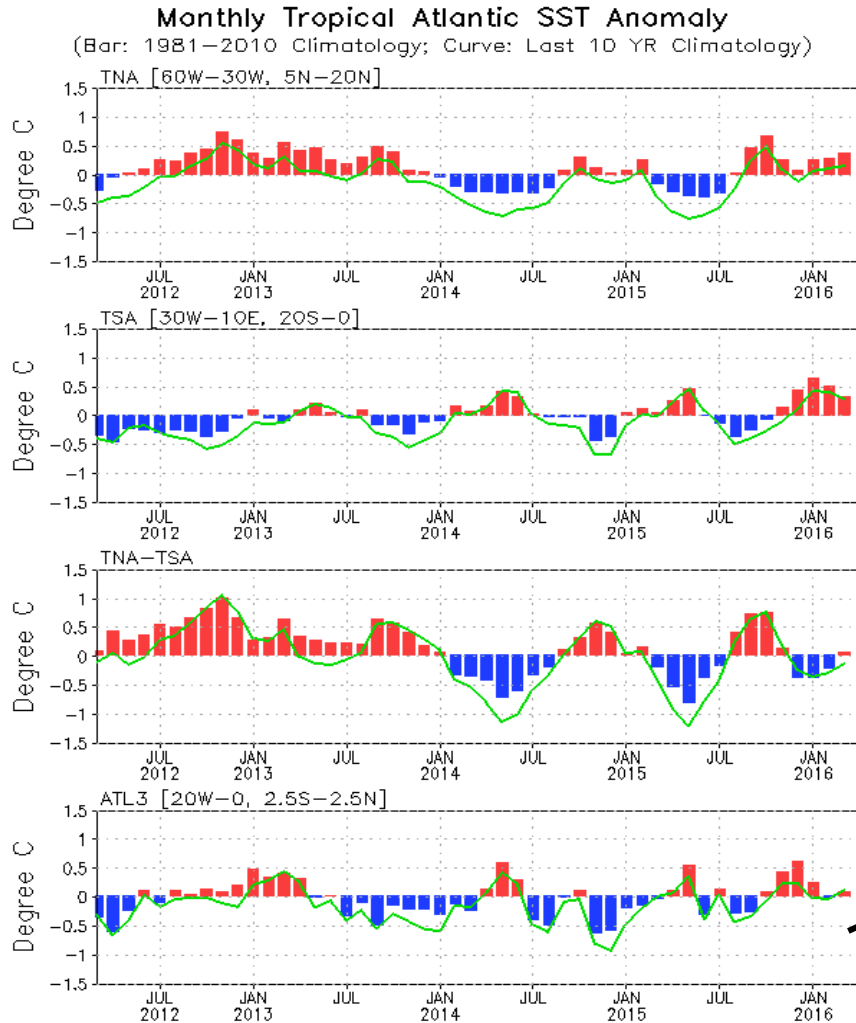 Monthly Tropical Atlantic SST Anomaly
(Bar: 1981-2010 Climatology; Curve: Last 10 YR Climatology)
TNA [60W-30W, 5N-20N]
Degree C
1.5
1
0.5
0
-0.5
-1
-1.5
JUL JAN JUL JAN JUL JAN JUL JAN
2012 2013 2014 2015 2016
TSA [30W-10E, 20S-0]
Degree C
1.5
1
0.5
0
-0.5
-1
-1.5
JUL JAN JUL JAN JUL JAN JUL JAN
2012 2013 2014 2015 2016
TNA-TSA
Degree C
1.5
1
0.5
0
-0.5
-1
-1.5
JUL JAN JUL JAN JUL JAN JUL JAN
2012 2013 2014 2015 2016
ATL3 [20W-0, 2.5S-2.5N]
Degree C
1.5
1
0.5
0
-0.5
-1
-1.5
JUL JAN JUL JAN JUL JAN JUL JAN
2012 2013 2014 2015 2016